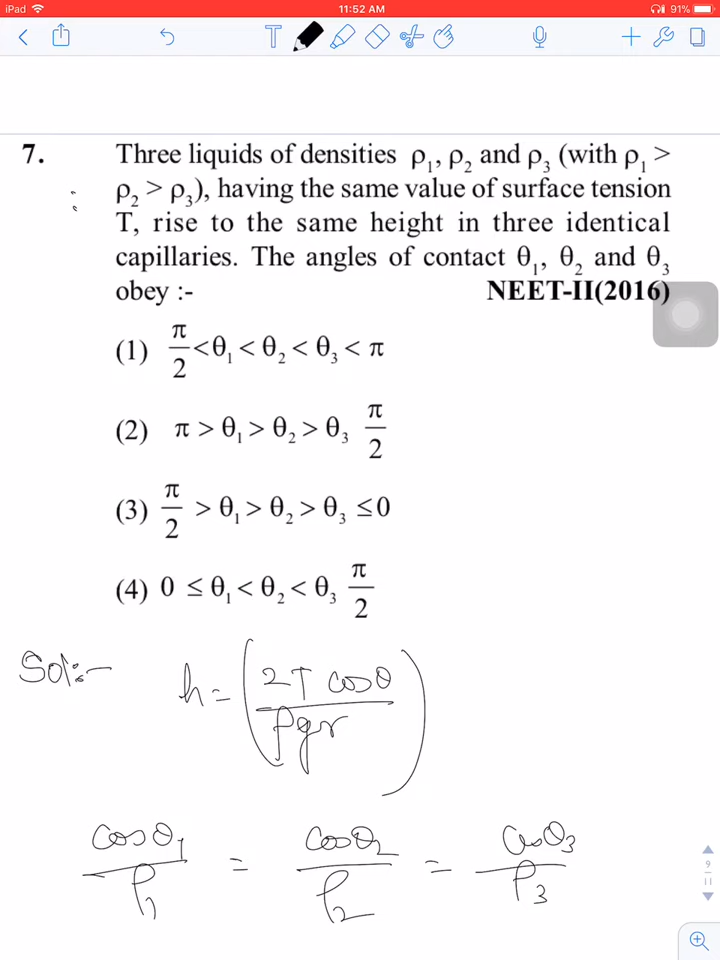 iPad 11:52 AM 91%
T
7. Three liquids of densities ρ₁, ρ₂ and ρ₃ (with ρ₁ >
ρ₂ > ρ₃), having the same value of surface tension
T, rise to the same height in three identical
capillaries. The angles of contact θ₁, θ₂ and θ₃
obey :- NEET-II(2016)
(1) π/2 < θ₁ < θ₂ < θ₃ < π
(2) π > θ₁ > θ₂ > θ₃ π/2
(3) π/2 > θ₁ > θ₂ > θ₃ ≤ 0
(4) 0 ≤ θ₁ < θ₂ < θ₃ π/2
Sol:- h = (2T cosθ / ρgr)
cosθ₁/ρ₁ = cosθ₂/ρ₂ = cosθ₃/ρ₃
9
11